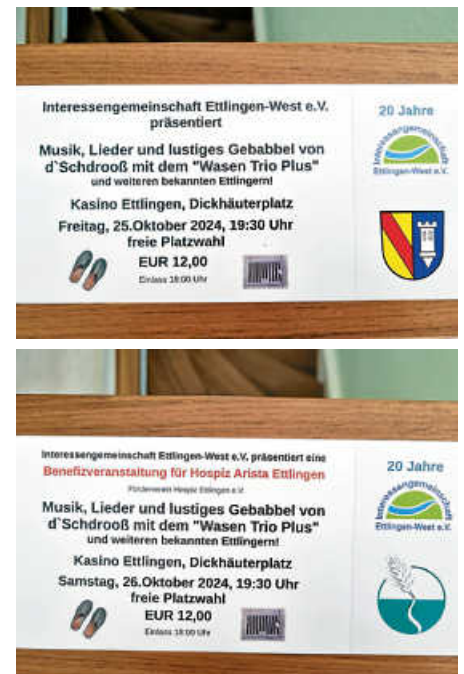 Interessengemeinschaft Ettlingen-West e.V.
präsentiert
Musik, Lieder und lustiges Gebabbel von
d`Schdrooß mit dem "Wasen Trio Plus"
und weiteren bekannten Ettlingern!
Kasino Ettlingen, Dickhäuterplatz
Freitag, 25.Oktober 2024, 19:30 Uhr
freie Platzwahl
EUR 12,00
Einlass 18:00 Uhr
20 Jahre
Interessengemeinschaft
Ettlingen-West e.V.
Interessengemeinschaft Ettlingen-West e.V. präsentiert eine
Benefizveranstaltung für Hospiz Arista Ettlingen
Förderverein Hospiz Ettlingen e.V.
Musik, Lieder und lustiges Gebabbel von
d`Schdrooß mit dem "Wasen Trio Plus"
und weiteren bekannten Ettlingern!
Kasino Ettlingen, Dickhäuterplatz
Samstag, 26.Oktober 2024, 19:30 Uhr
freie Platzwahl
EUR 12,00
Einlass 18:00 Uhr
20 Jahre
Interessengemeinschaft
Ettlingen-West e.V.